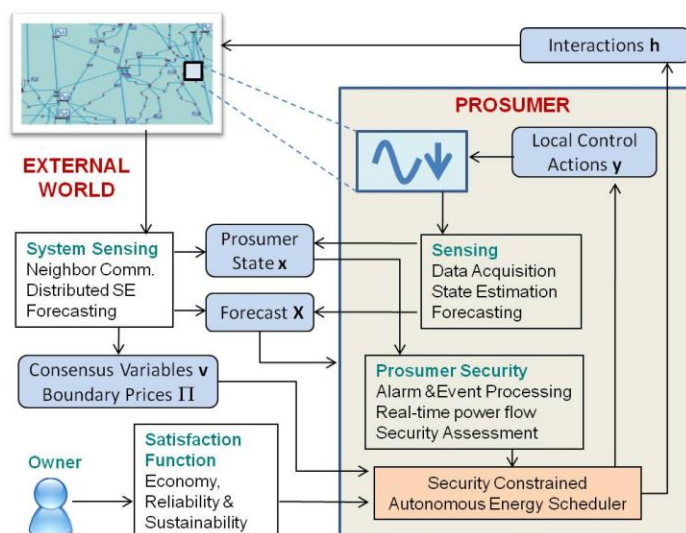 Interactions h
PROSUMER
Local Control
Actions y
EXTERNAL
WORLD
System Sensing
Neighbor Comm.
Distributed SE
Forecasting
Prosumer
State x
Sensing
Data Acquisition
State Estimation
Forecasting
Forecast X
Consensus Variables v
Boundary Prices Π
Prosumer Security
Alarm &Event Processing
Real-time power flow
Security Assessment
Owner
Satisfaction
Function
Economy,
Reliability &
Sustainability
Security Constrained
Autonomous Energy Scheduler